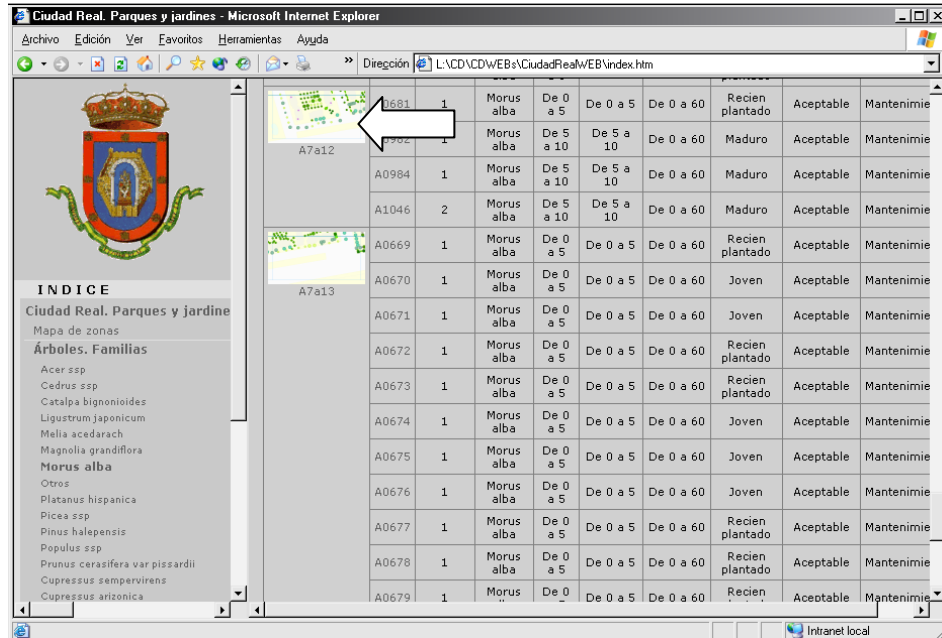 Ciudad Real. Parques y jardines - Microsoft Internet Explorer
Archivo Edición Ver Favoritos Herramientas Ayuda
» Dirección L:\CD\CDWEBs\CiudadRealWEB\index.htm
INDICE
Ciudad Real. Parques y jardine
Mapa de zonas
Árboles. Familias
Acer ssp
Cedrus ssp
Catalpa bignonioides
Ligustrum japonicum
Melia acedarach
Magnolia grandiflora
Morus alba
Otros
Platanus hispanica
Picea ssp
Pinus halepensis
Populus ssp
Prunus cerasifera var pissardii
Cupressus sempervirens
Cupressus arizonica
A7a12
A7a13
plantado
0681 1 Morus alba De 0 a 5 De 0 a 5 De 0 a 60 Recien plantado Aceptable Mantenimie
1 Morus alba De 5 a 10 De 5 a 10 De 0 a 60 Maduro Aceptable Mantenimie
A0984 1 Morus alba De 5 a 10 De 5 a 10 De 0 a 60 Maduro Aceptable Mantenimie
A1046 2 Morus alba De 5 a 10 De 5 a 10 De 0 a 60 Maduro Aceptable Mantenimie
A0669 1 Morus alba De 0 a 5 De 0 a 5 De 0 a 60 Recien plantado Aceptable Mantenimie
A0670 1 Morus alba De 0 a 5 De 0 a 5 De 0 a 60 Joven Aceptable Mantenimie
A0671 1 Morus alba De 0 a 5 De 0 a 5 De 0 a 60 Joven Aceptable Mantenimie
A0672 1 Morus alba De 0 a 5 De 0 a 5 De 0 a 60 Recien plantado Aceptable Mantenimie
A0673 1 Morus alba De 0 a 5 De 0 a 5 De 0 a 60 Recien plantado Aceptable Mantenimie
A0674 1 Morus alba De 0 a 5 De 0 a 5 De 0 a 60 Joven Aceptable Mantenimie
A0675 1 Morus alba De 0 a 5 De 0 a 5 De 0 a 60 Joven Aceptable Mantenimie
A0676 1 Morus alba De 0 a 5 De 0 a 5 De 0 a 60 Joven Aceptable Mantenimie
A0677 1 Morus alba De 0 a 5 De 0 a 5 De 0 a 60 Recien plantado Aceptable Mantenimie
A0678 1 Morus alba De 0 a 5 De 0 a 5 De 0 a 60 Recien plantado Aceptable Mantenimie
A0679 1 Morus De 0 De 0 a 5 De 0 a 60 Recien Aceptable Mantenimie
Intranet local